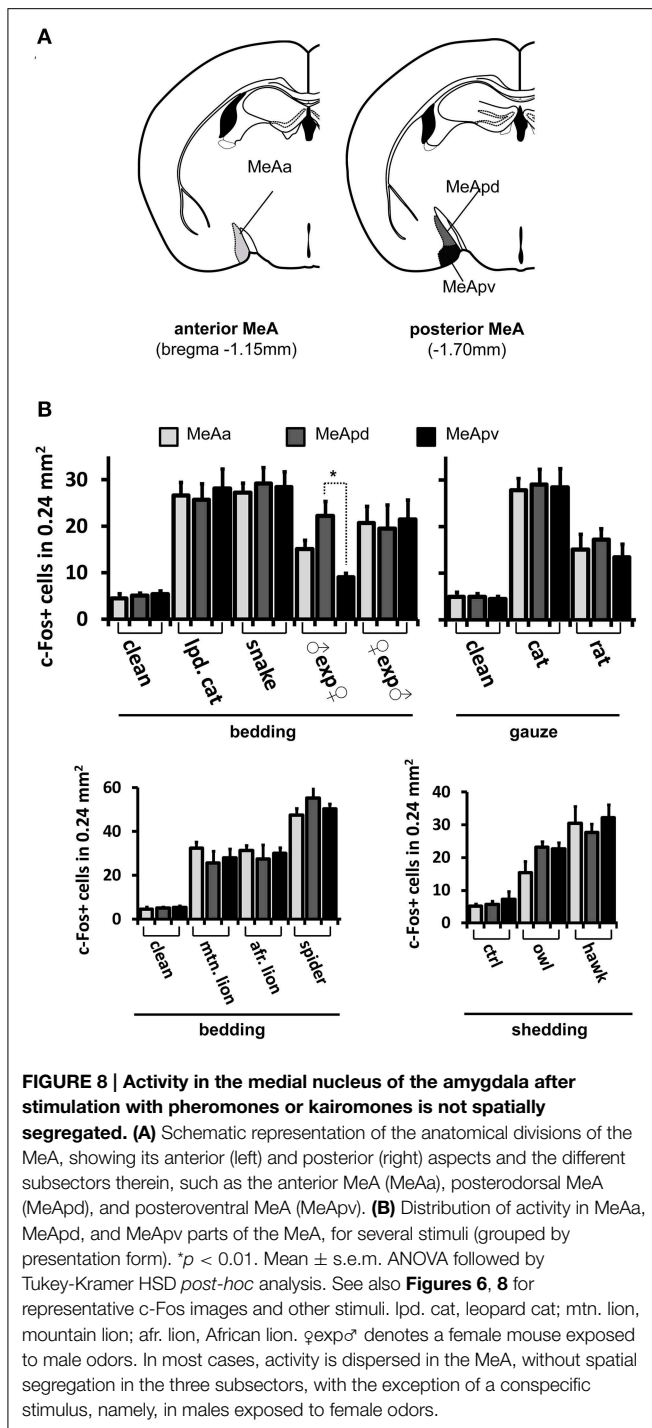 A
MeAa
MeApd
MeApv
anterior MeA
(bregma -1.15mm)
posterior MeA
(-1.70mm)
B
MeAa MeApd MeApv
c-Fos+ cells in 0.24 mm²
30
20
10
0
*
clean
lpd. cat
snake
♂exp♀
♀exp♂
bedding
clean
cat
rat
gauze
c-Fos+ cells in 0.24 mm²
60
40
20
0
clean
mtn. lion
afr. lion
spider
bedding
c-Fos+ cells in 0.24 mm²
40
30
20
10
0
ctrl
owl
hawk
shedding
FIGURE 8 | Activity in the medial nucleus of the amygdala after
stimulation with pheromones or kairomones is not spatially
segregated. (A) Schematic representation of the anatomical divisions of the
MeA, showing its anterior (left) and posterior (right) aspects and the different
subsectors therein, such as the anterior MeA (MeAa), posterodorsal MeA
(MeApd), and posteroventral MeA (MeApv). (B) Distribution of activity in MeAa,
MeApd, and MeApv parts of the MeA, for several stimuli (grouped by
presentation form). *p < 0.01. Mean ± s.e.m. ANOVA followed by
Tukey-Kramer HSD post-hoc analysis. See also Figures 6, 8 for
representative c-Fos images and other stimuli. lpd. cat, leopard cat; mtn. lion,
mountain lion; afr. lion, African lion. ♀exp♂ denotes a female mouse exposed
to male odors. In most cases, activity is dispersed in the MeA, without spatial
segregation in the three subsectors, with the exception of a conspecific
stimulus, namely, in males exposed to female odors.